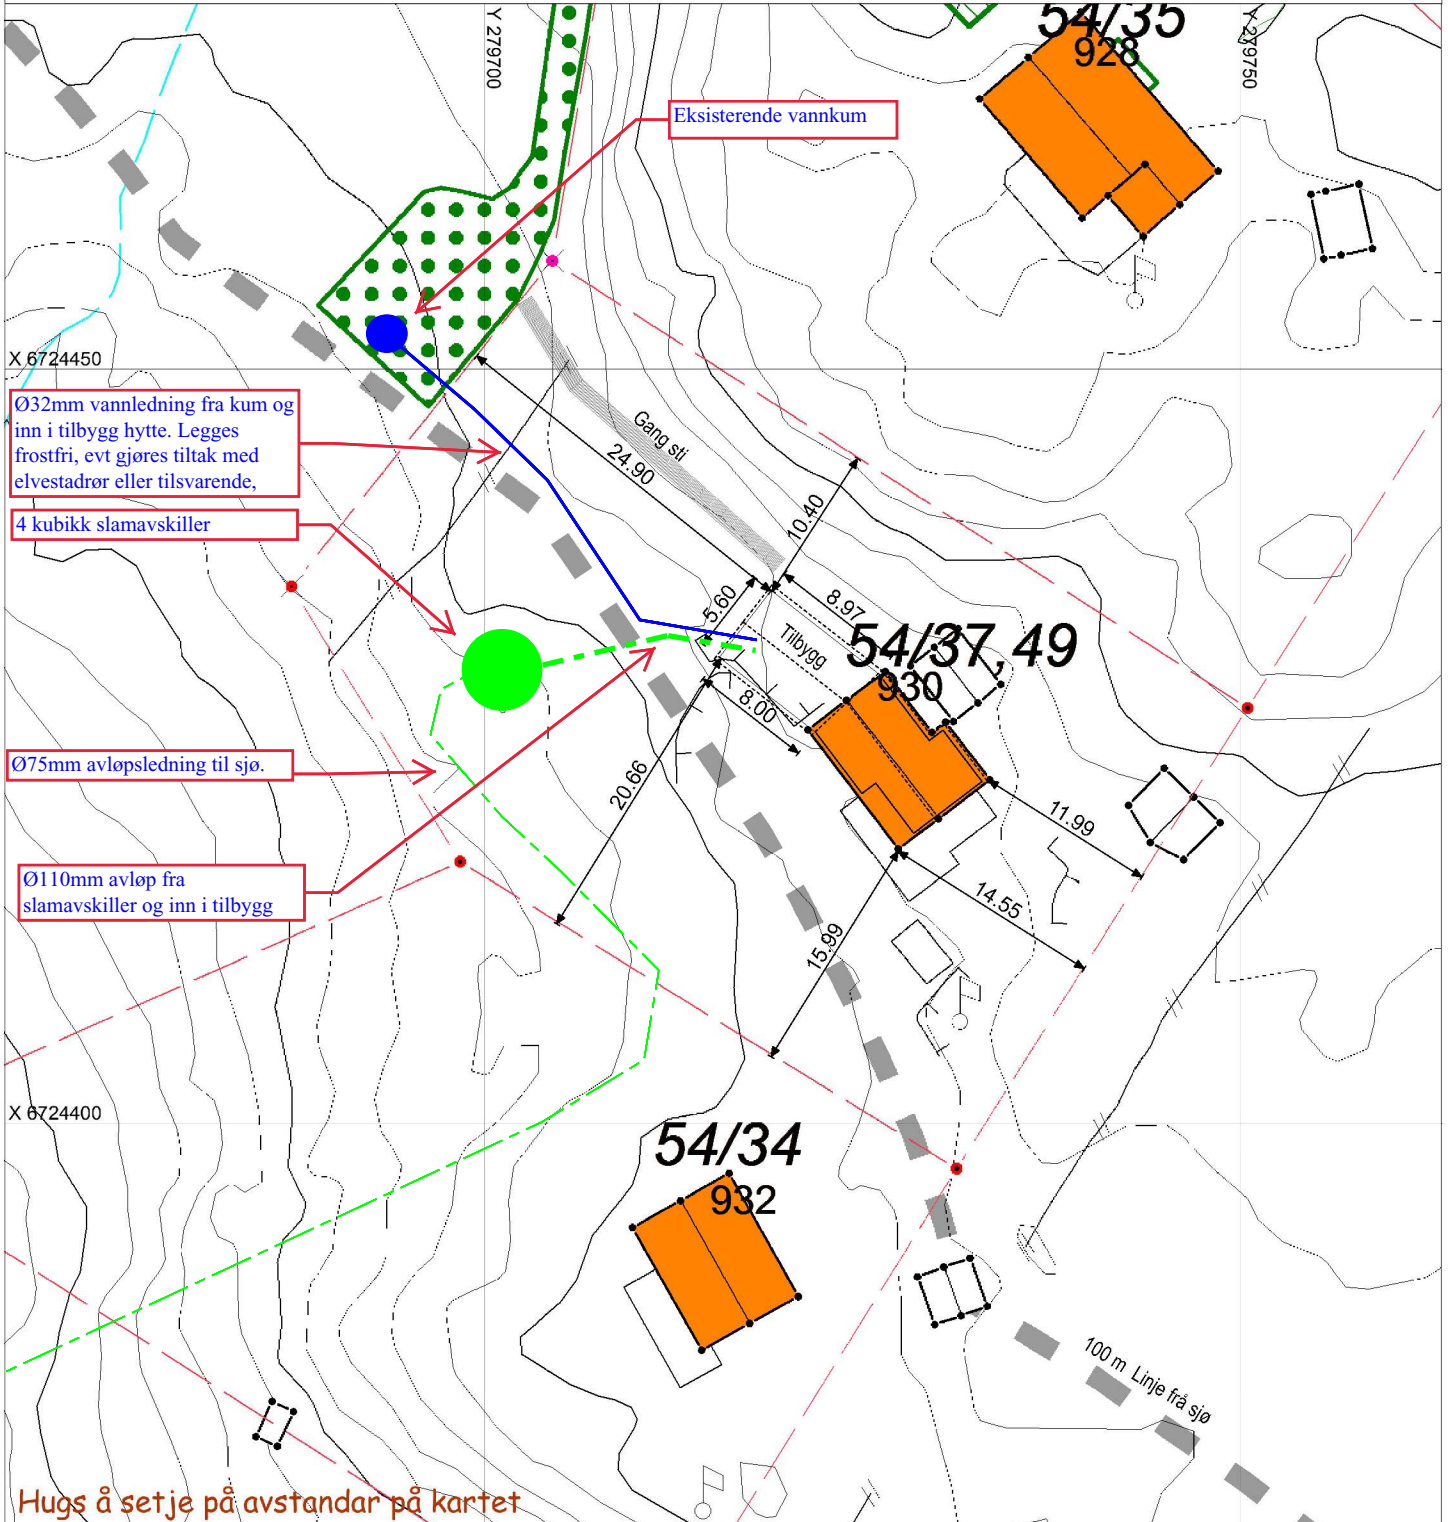 54/35
928
Y 279700
Y 279750
Eksisterende vannkum
X 6724450
Ø32mm vannledning fra kum og
inn i tilbygg hytte. Legges
frostfri, evt gjøres tiltak med
elvestadrør eller tilsvarende,
Gang sti
24.90
10.40
4 kubikk slamavskiller
5.60
8.97
Tilbygg
54/37,49
930
8.00
Ø75mm avløpsledning til sjø.
20.66
11.99
Ø110mm avløp fra
slamavskiller og inn i tilbygg
14.55
15.99
X 6724400
54/34
932
100 m Linje frå sjø
Hugs å setje på avstandar på kartet